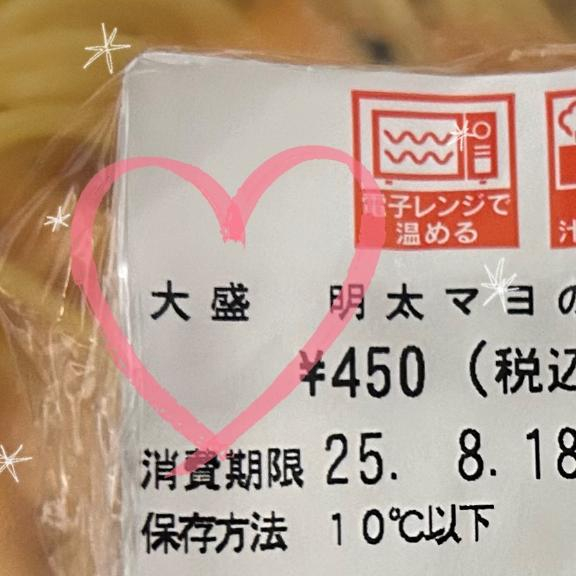 電子レンジで
温める
汁
大盛 明太マヨの
¥450(税込
消費期限 25. 8.18
保存方法 10℃以下